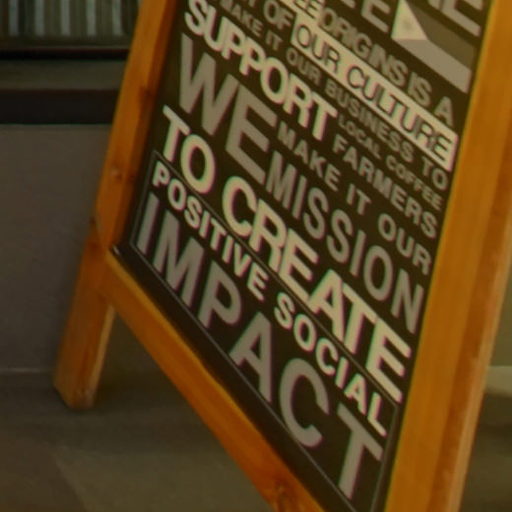 ORIGINS IS A
OF OUR CULTURE
MAKE IT OUR BUSINESS TO
SUPPORT LOCAL COFFEE FARMERS
WE MAKE IT OUR MISSION
TO CREATE
POSITIVE SOCIAL
IMPACT